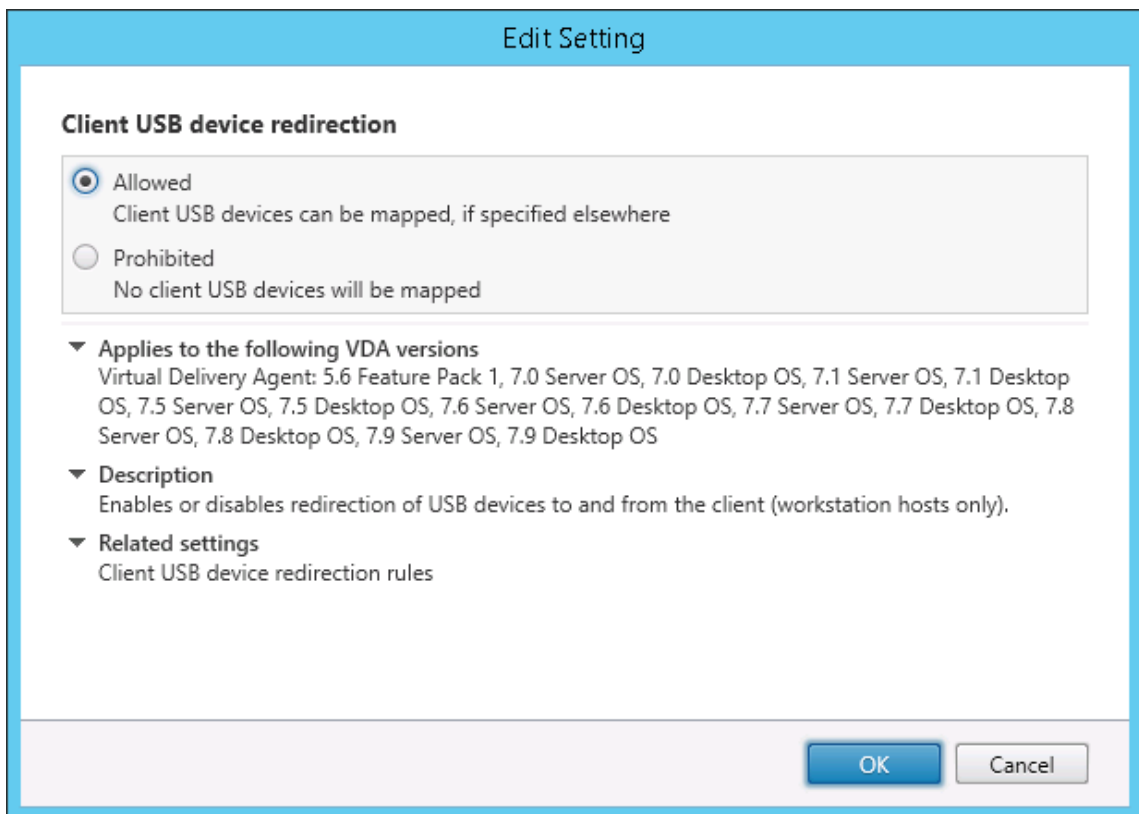 Edit Setting
Client USB device redirection
Allowed
Client USB devices can be mapped, if specified elsewhere
Prohibited
No client USB devices will be mapped
Applies to the following VDA versions
Virtual Delivery Agent: 5.6 Feature Pack 1, 7.0 Server OS, 7.0 Desktop OS, 7.1 Server OS, 7.1 Desktop
OS, 7.5 Server OS, 7.5 Desktop OS, 7.6 Server OS, 7.6 Desktop OS, 7.7 Server OS, 7.7 Desktop OS, 7.8
Server OS, 7.8 Desktop OS, 7.9 Server OS, 7.9 Desktop OS
Description
Enables or disables redirection of USB devices to and from the client (workstation hosts only).
Related settings
Client USB device redirection rules
OK
Cancel